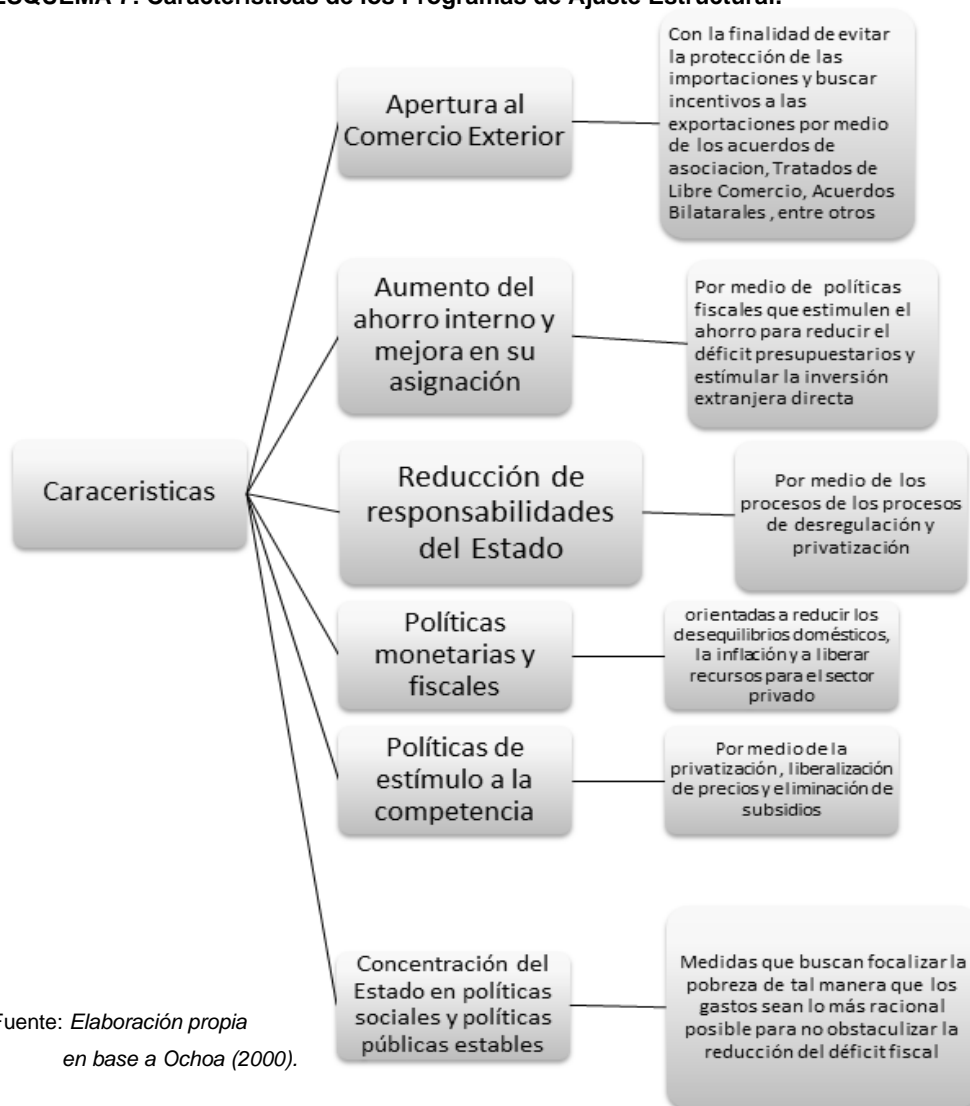 ESQUEMA 7: Características de los Programas de Ajuste Estructural.
Apertura al
Comercio Exterior
Con la finalidad de evitar
la protección de las
importaciones y buscar
incentivos a las
exportaciones por medio
de los acuerdos de
asociacion, Tratados de
Libre Comercio, Acuerdos
Bilatarales , entre otros
Aumento del
ahorro interno y
mejora en su
asignación
Por medio de políticas
fiscales que estimulen el
ahorro para reducir el
déficit presupuestarios y
estímular la inversión
extranjera directa
Caraceristicas
Reducción de
responsabilidades
del Estado
Por medio de los
procesos de los procesos
de desregulación y
privatización
Políticas
monetarias y
fiscales
orientadas a reducir los
desequilibrios domésticos,
la inflación y a liberar
recursos para el sector
privado
Políticas de
estímulo a la
competencia
Por medio de la
privatización , liberalización
de precios y eliminación de
subsidios
Concentración del
Estado en políticas
sociales y políticas
públicas estables
Medidas que buscan focalizar la
pobreza de tal manera que los
gastos sean lo más racional
posible para no obstaculizar la
reducción del déficit fiscal
Fuente: Elaboración propia
en base a Ochoa (2000).